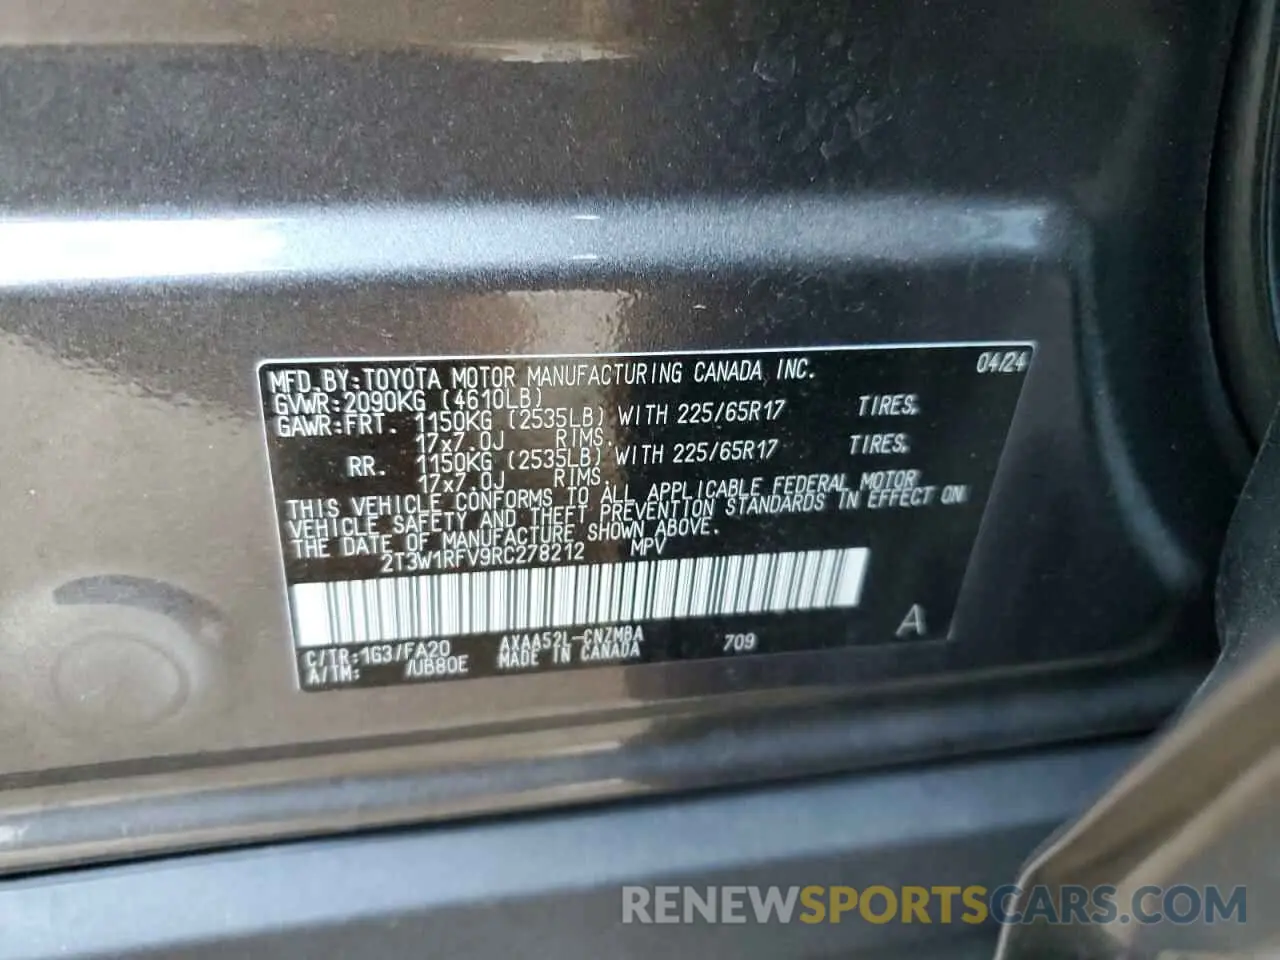 MFD.BY:TOYOTA MOTOR MANUFACTURING CANADA INC. 04/24
GVWR:2090KG (4610LB)
GAWR:FRT. 1150KG (2535LB) WITH 225/65R17 TIRES.
17x7.0J RIMS.
RR. 1150KG (2535LB) WITH 225/65R17 TIRES.
17x7.0J RIMS.
THIS VEHICLE CONFORMS TO ALL APPLICABLE FEDERAL MOTOR
VEHICLE SAFETY AND THEFT PREVENTION STANDARDS IN EFFECT ON
THE DATE OF MANUFACTURE SHOWN ABOVE.
2T3W1RFV9RC278212 MPV
C/TR:1G3/FA20 AXAA52L-CNZMBA 709 A
A/TM: /UB80E MADE IN CANADA
RENEWSPORTSCARS.COM